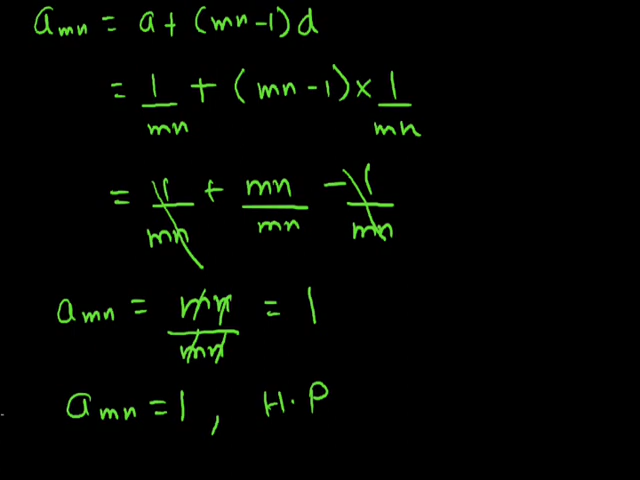 a_mn = a + (mn-1)d
= 1/mn + (mn-1) × 1/mn
= 1/mn + mn/mn - 1/mn
a_mn = mn/mn = 1
a_mn = 1, H.P